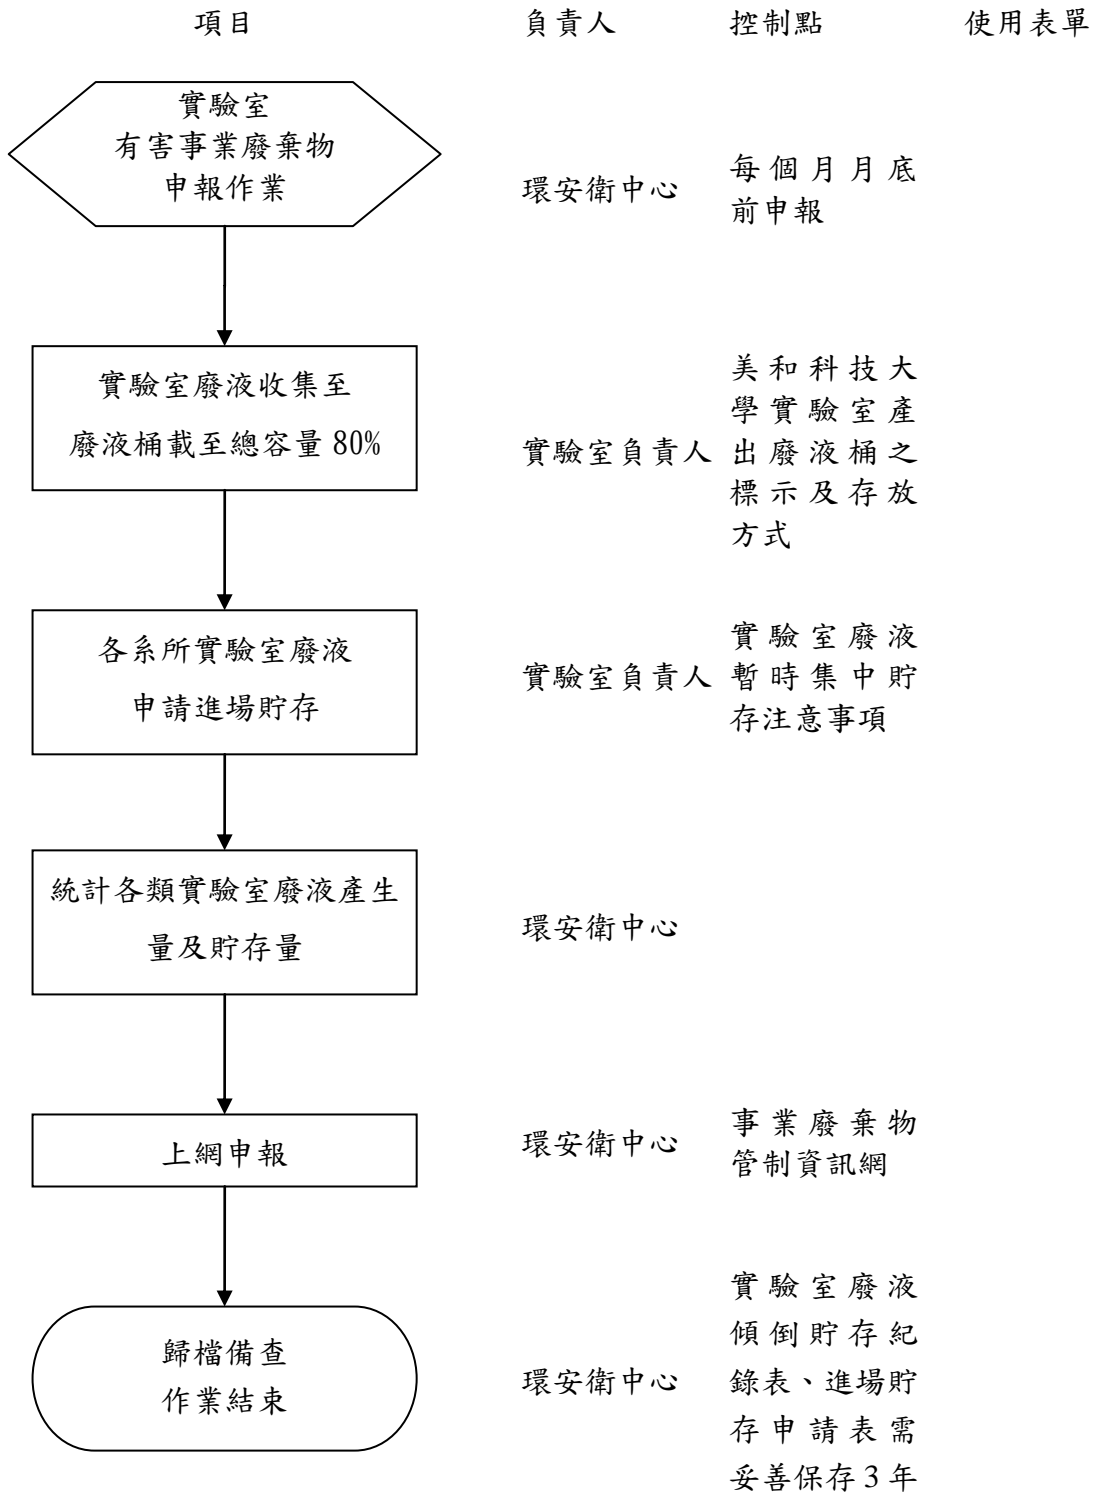 項目 負責人 控制點 使用表單
實驗室
有害事業廢棄物
申報作業
環安衛中心
每個月月底
前申報
實驗室廢液收集至
廢液桶載至總容量 80%
實驗室負責人
美和科技大
學實驗室產
出廢液桶之
標示及存放
方式
各系所實驗室廢液
申請進場貯存
實驗室負責人
實驗室廢液
暫時集中貯
存注意事項
統計各類實驗室廢液產生
量及貯存量
環安衛中心
上網申報
環安衛中心
事業廢棄物
管制資訊網
歸檔備查
作業結束
環安衛中心
實驗室廢液
傾倒貯存紀
錄表、進場貯
存申請表需
妥善保存 3 年